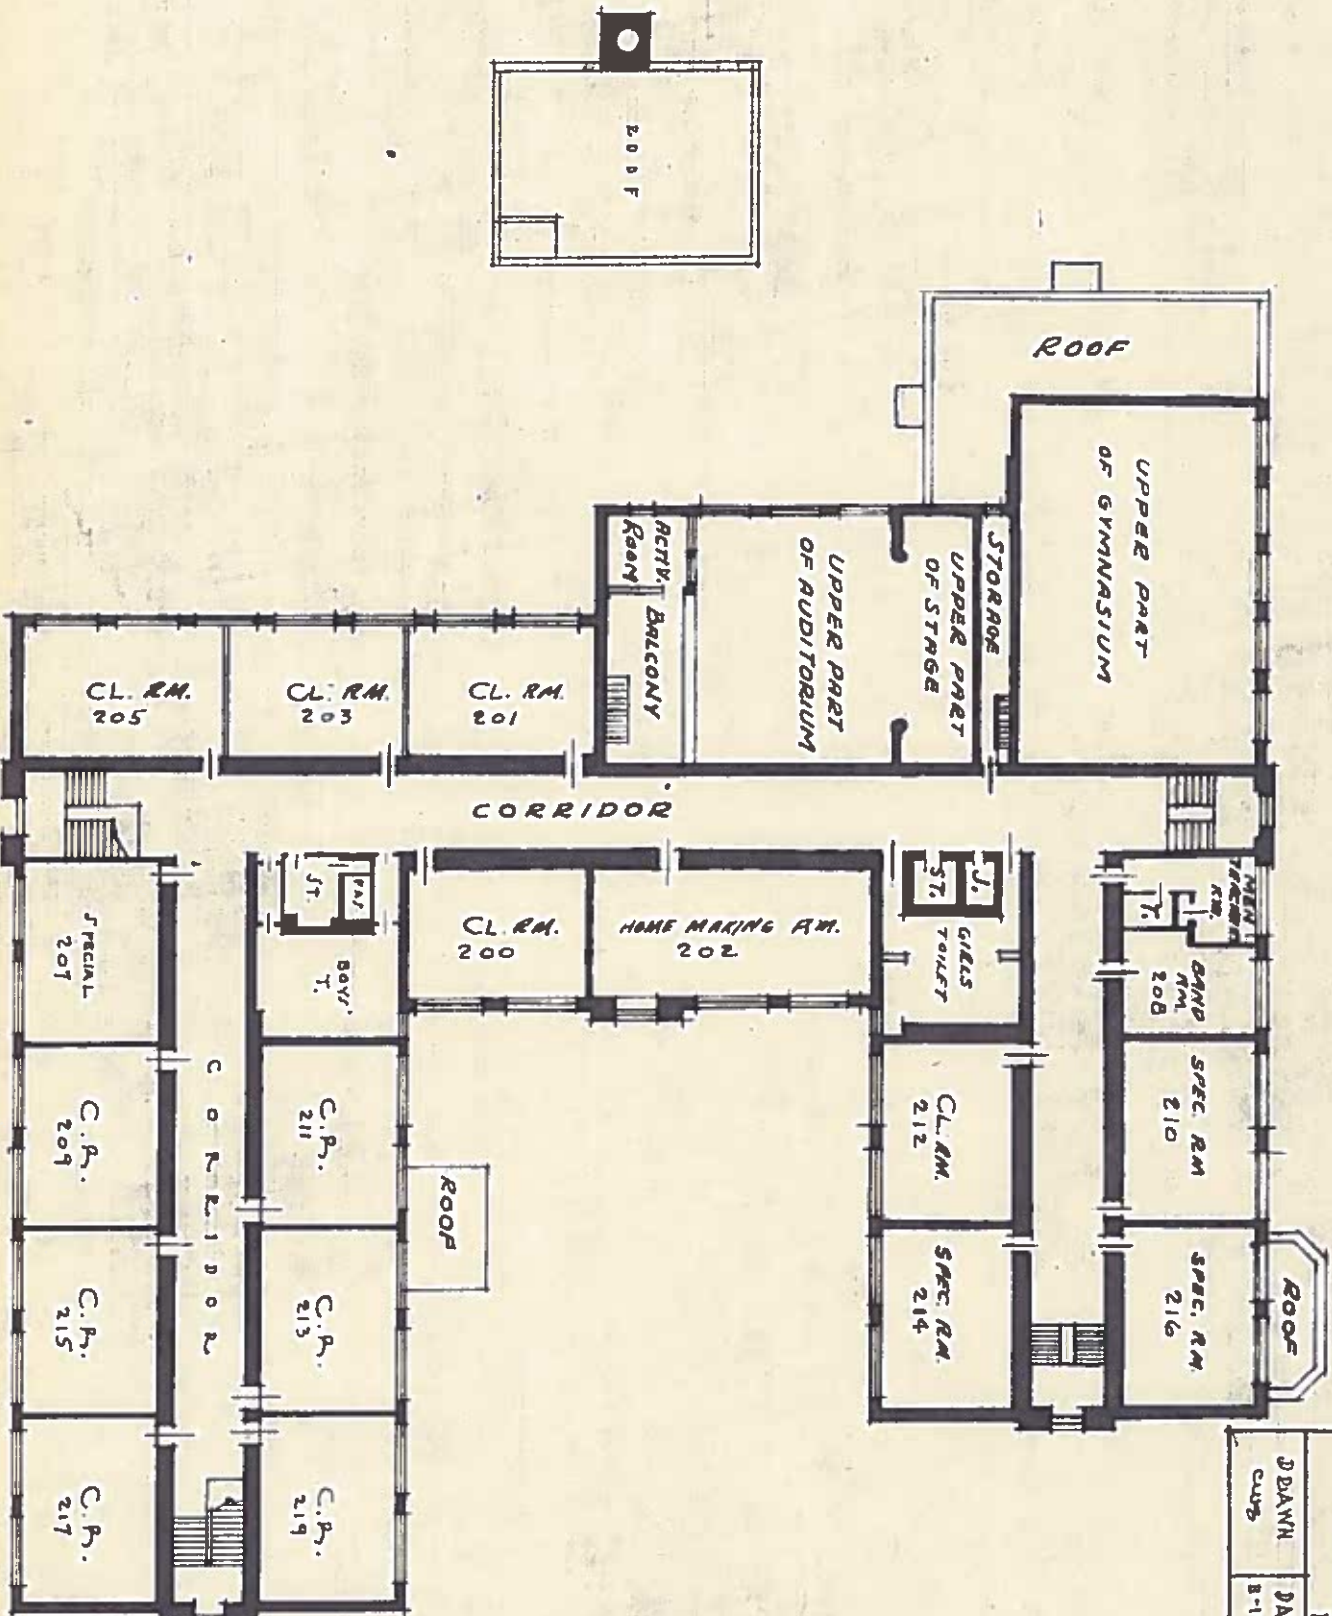 ROOF
ROOF
UPPER PART
OF GYMNASIUM
STORAGE
UPPER PART
OF STAGE
UPPER PART
OF AUDITORIUM
ACTIV.
ROOM
BALCONY
CL. RM.
205
CL. RM.
203
CL. RM.
201
CORRIDOR
SPECIAL
207
ST.
BOYS'
T.
CL. RM.
200
HOME MAKING RM.
202
ST.
J.
GIRLS
TOILET
MEN
RM.
T.
BAND
RM.
208
CORRIDOR
C. R.
209
C. R.
211
ROOF
CL. RM.
212
SPEC. RM
210
C. R.
215
C. R.
213
SPEC. RM.
214
SPEC. RM.
216
ROOF
C. R.
217
C. R.
219
DRAWN
CWB
DA